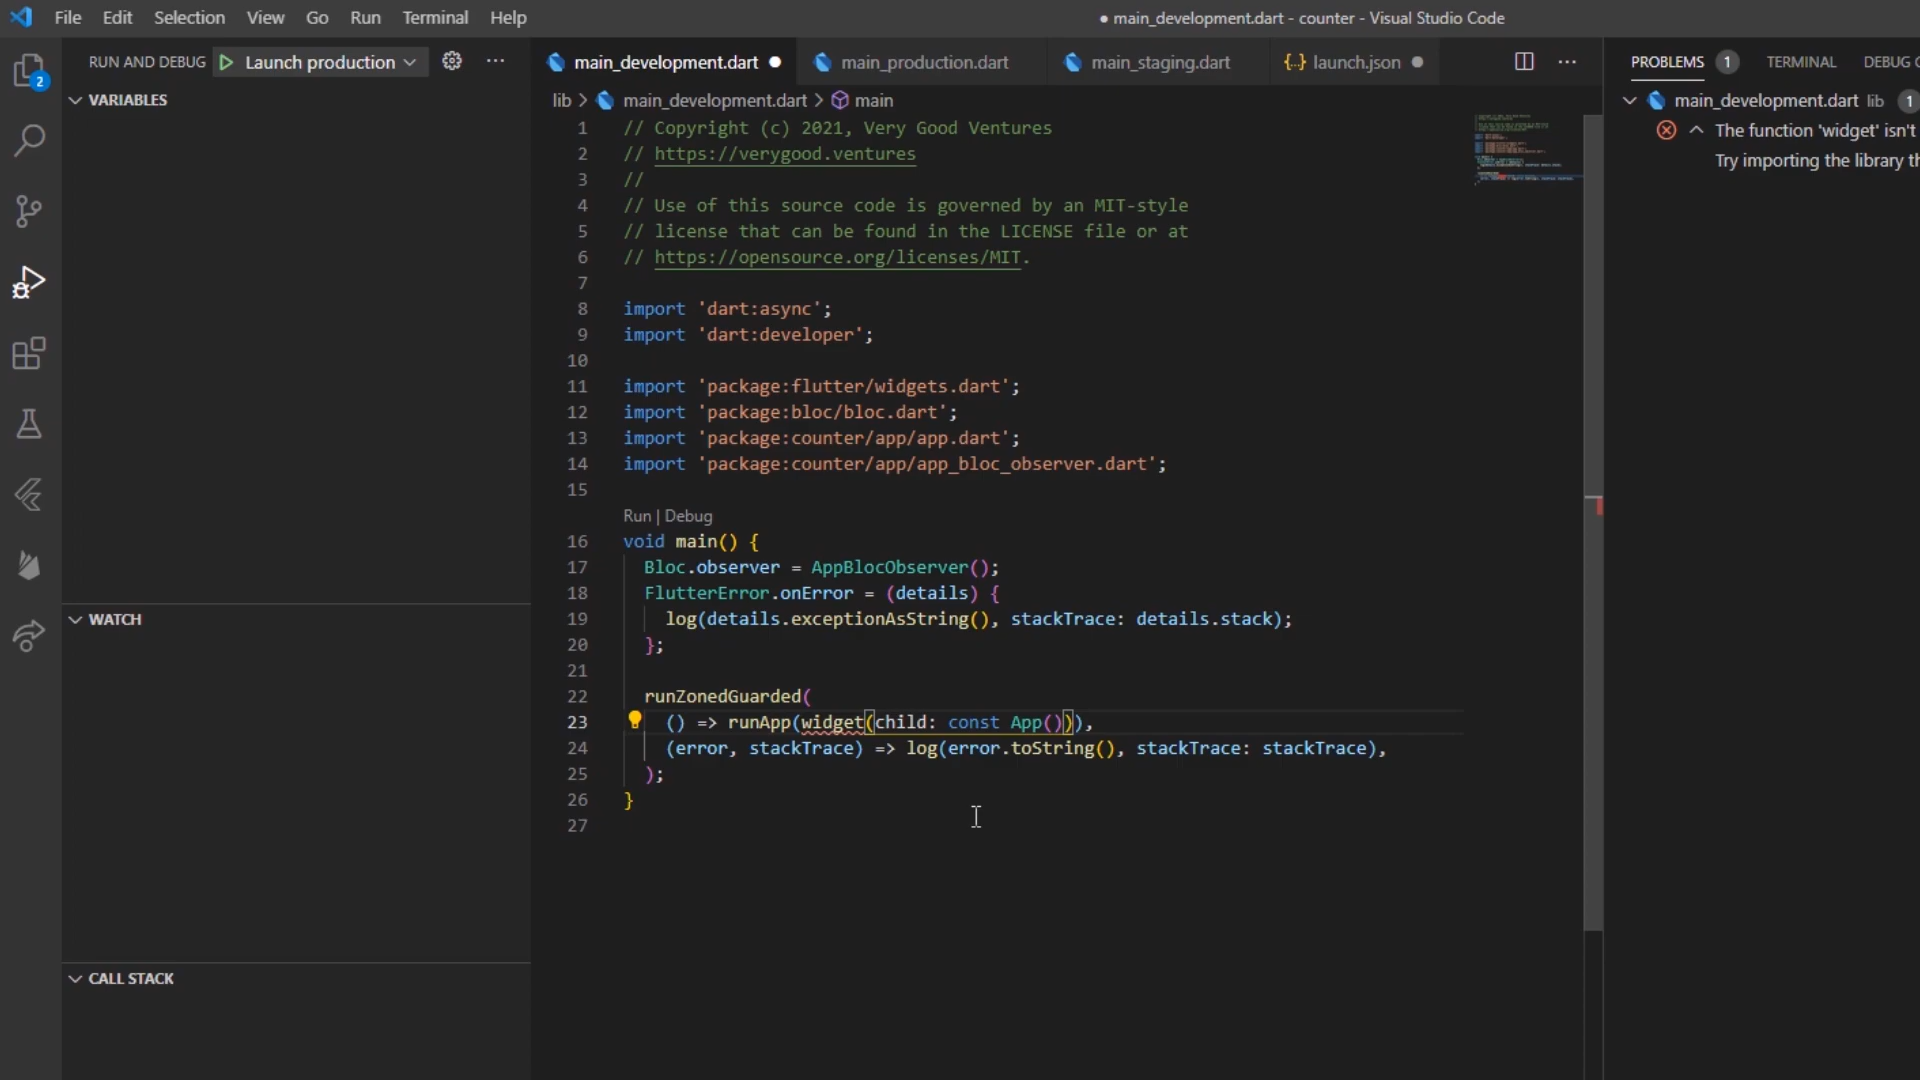 File Edit Selection View Go Run Terminal Help
● main_development.dart - counter - Visual Studio Code
2
RUN AND DEBUG Launch production
VARIABLES
WATCH
CALL STACK
main_development.dart main_production.dart main_staging.dart {..} launch.json
lib > main_development.dart > main
1 // Copyright (c) 2021, Very Good Ventures
2 // https://verygood.ventures
3 //
4 // Use of this source code is governed by an MIT-style
5 // license that can be found in the LICENSE file or at
6 // https://opensource.org/licenses/MIT.
7
8 import 'dart:async';
9 import 'dart:developer';
10
11 import 'package:flutter/widgets.dart';
12 import 'package:bloc/bloc.dart';
13 import 'package:counter/app/app.dart';
14 import 'package:counter/app/app_bloc_observer.dart';
15
Run | Debug
16 void main() {
17 Bloc.observer = AppBlocObserver();
18 FlutterError.onError = (details) {
19 log(details.exceptionAsString(), stackTrace: details.stack);
20 };
21
22 runZonedGuarded(
23 () => runApp(widget(child: const App())),
24 (error, stackTrace) => log(error.toString(), stackTrace: stackTrace),
25 );
26 }
27
PROBLEMS 1 TERMINAL DEBUG C
main_development.dart lib 1
The function 'widget' isn't
Try importing the library th